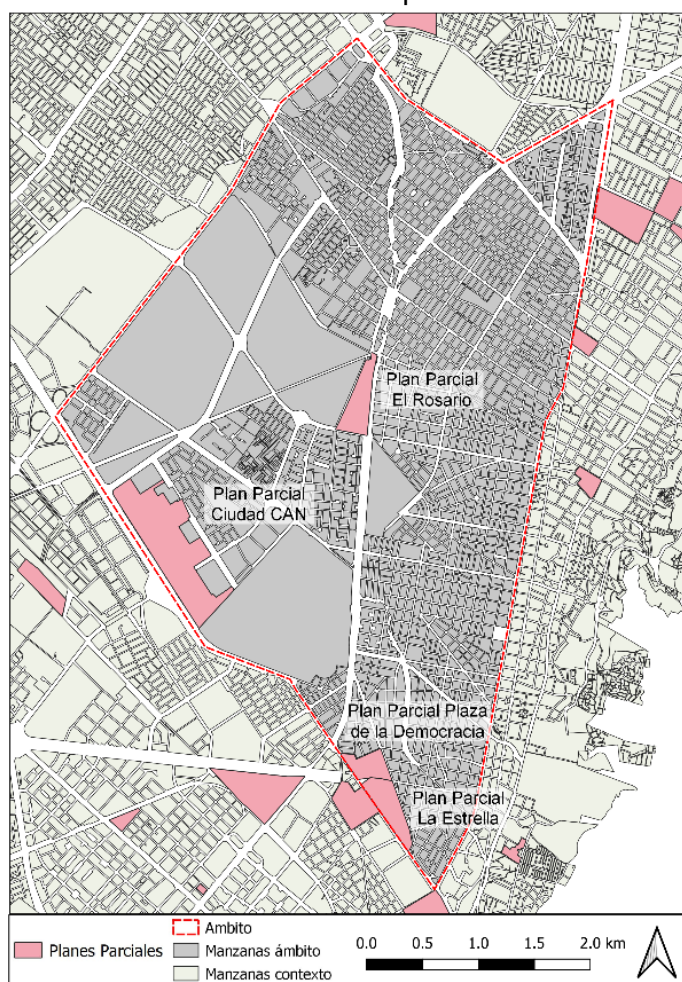 Plan Parcial
El Rosario
Plan Parcial
Ciudad CAN
Plan Parcial Plaza
de la Democracia
Plan Parcial
La Estrella
Planes Parciales
Ambito
Manzanas ámbito
Manzanas contexto
0.0 0.5 1.0 1.5 2.0 km